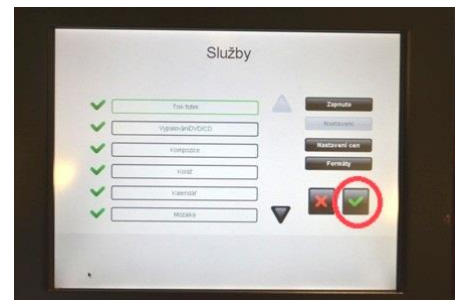 Služby
Tisk fotek
Vypalování DVD/CD
Kompozice
Koláž
Kalendář
Mozaika
Zapnuto
Nastavení
Nastavení cen
Formáty